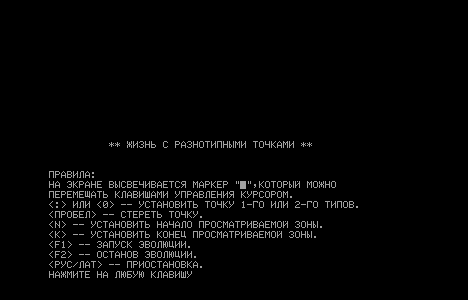 ** ЖИЗНЬ С РАЗНОТИПНЫМИ ТОЧКАМИ **
ПРАВИЛА:
НА ЭКРАНЕ ВЫСВЕЧИВАЕТСЯ МАРКЕР "█",КОТОРЫЙ МОЖНО
ПЕРЕМЕЩАТЬ КЛАВИШАМИ УПРАВЛЕНИЯ КУРСОРОМ.
<:> ИЛИ <0> -- УСТАНОВИТЬ ТОЧКУ 1-ГО ИЛИ 2-ГО ТИПОВ.
<ПРОБЕЛ> -- СТЕРЕТЬ ТОЧКУ.
<N> -- УСТАНОВИТЬ НАЧАЛО ПРОСМАТРИВАЕМОЙ ЗОНЫ.
<K> -- УСТАНОВИТЬ КОНЕЦ ПРОСМАТРИВАЕМОЙ ЗОНЫ.
<F1> -- ЗАПУСК ЭВОЛЮЦИИ.
<F2> -- ОСТАНОВ ЭВОЛЮЦИИ.
<РУС/ЛАТ> -- ПРИОСТАНОВКА.
НАЖМИТЕ НА ЛЮБУЮ КЛАВИШУ